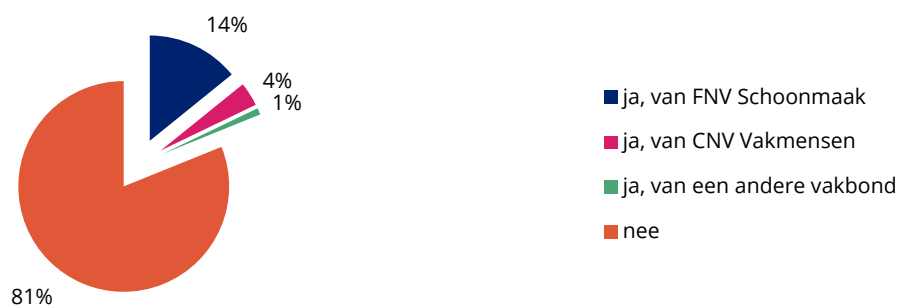 14%
4%
1%
81%
ja, van FNV Schoonmaak
ja, van CNV Vakmensen
ja, van een andere vakbond
nee